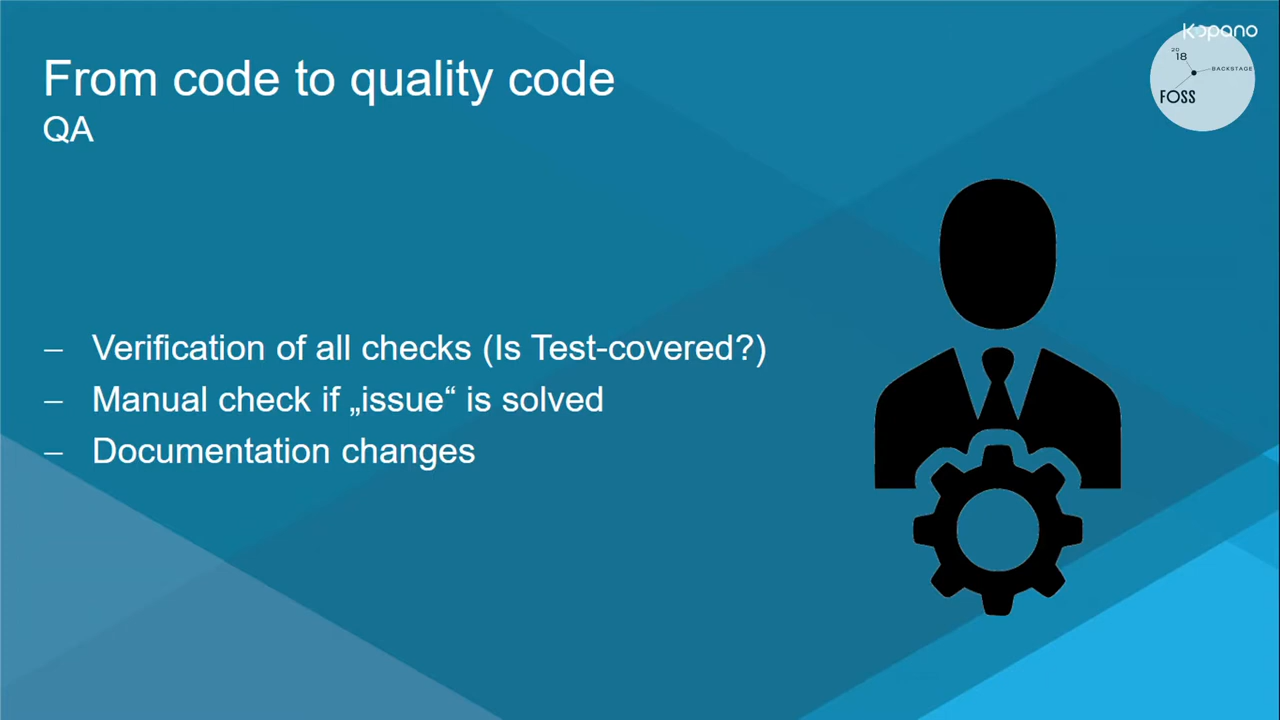 From code to quality code
QA
Kopano
20
18
BACKSTAGE
FOSS
– Verification of all checks (Is Test-covered?)
– Manual check if „issue“ is solved
– Documentation changes